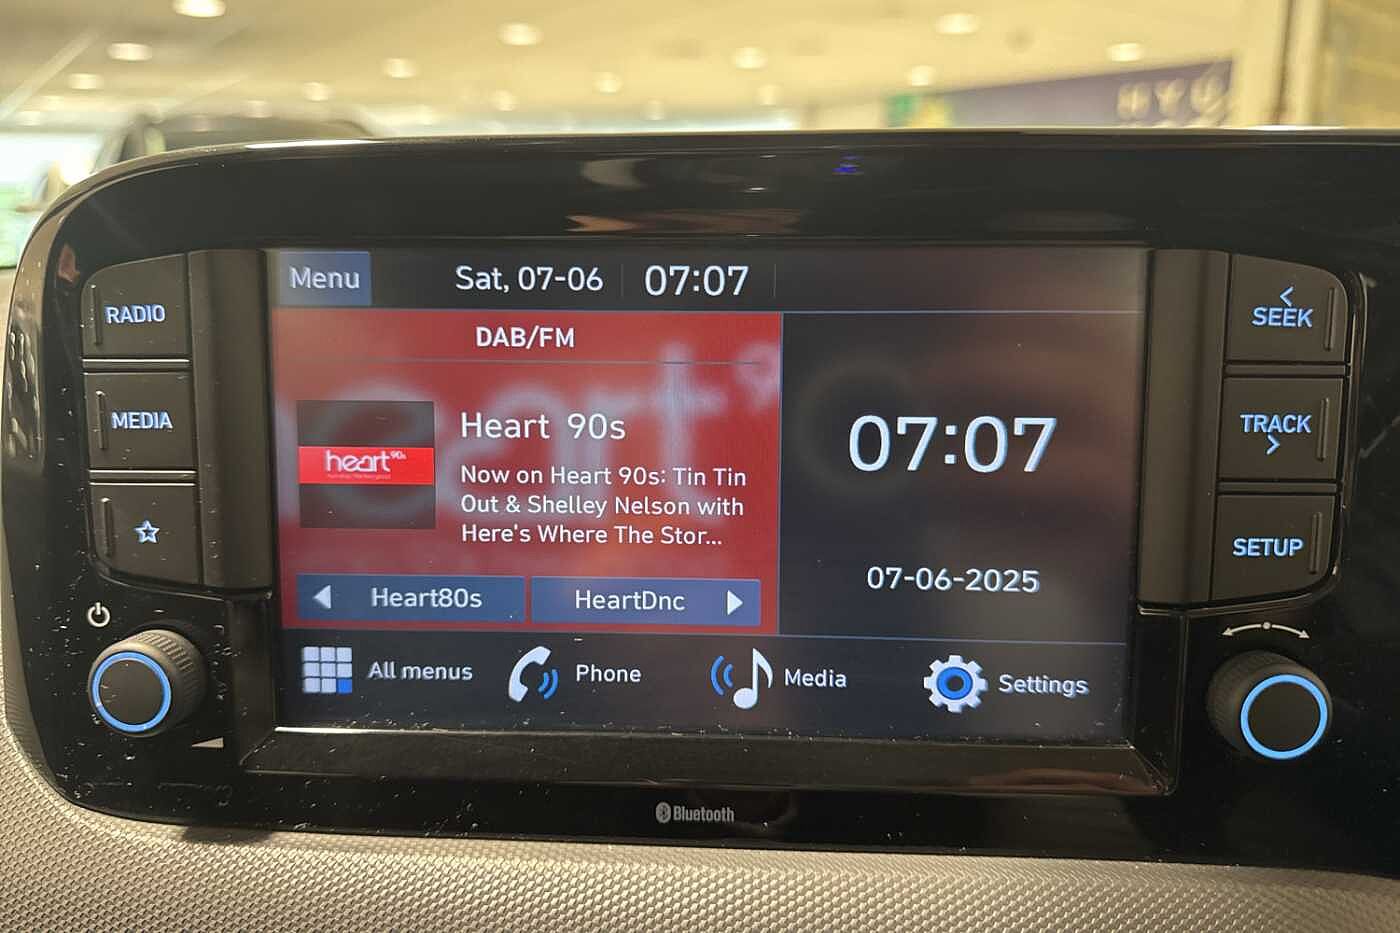 HYU
RADIO
MEDIA
Menu
Sat, 07-06
07:07
DAB/FM
heart 90s
Heart 90s
Now on Heart 90s: Tin Tin
Out & Shelley Nelson with
Here's Where The Stor...
Heart80s
HeartDnc
07:07
07-06-2025
All menus
Phone
Media
Settings
< SEEK
TRACK >
SETUP
Bluetooth